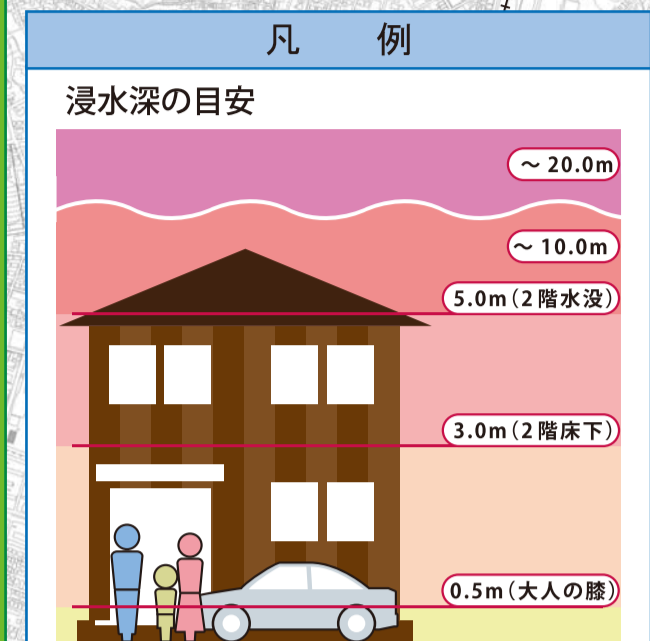 凡　例
浸水深の目安
～ 20.0m
～ 10.0m
5.0m（2階水没）
3.0m（2階床下）
0.5m（大人の膝）